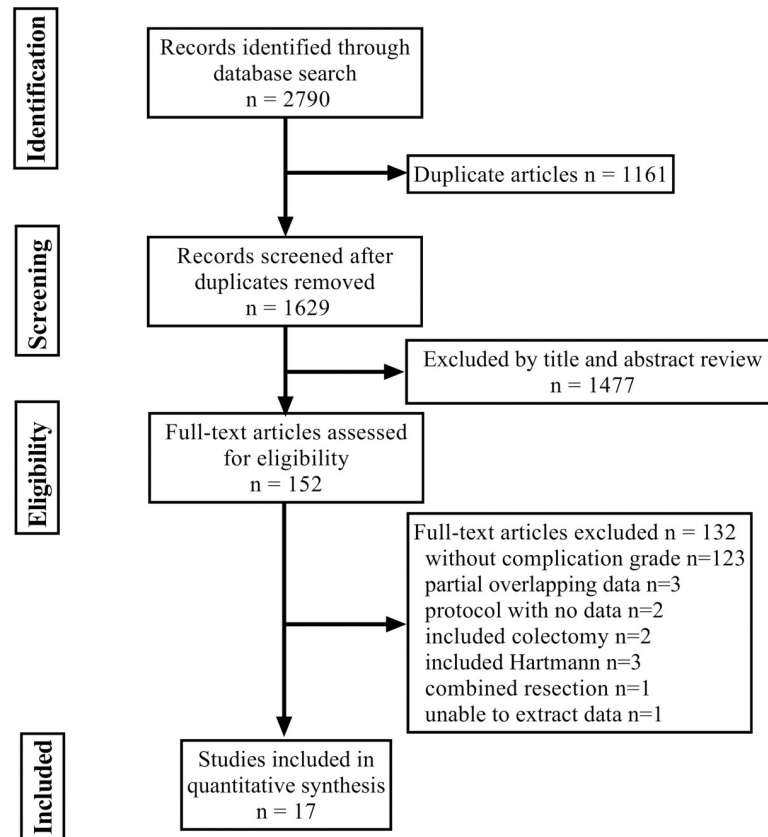 Identification
Records identified through
database search
n = 2790
Duplicate articles n = 1161
Screening
Records screened after
duplicates removed
n = 1629
Excluded by title and abstract review
n = 1477
Eligibility
Full-text articles assessed
for eligibility
n = 152
Full-text articles excluded n = 132
without complication grade n=123
partial overlapping data n=3
protocol with no data n=2
included colectomy n=2
included Hartmann n=3
combined resection n=1
unable to extract data n=1
Included
Studies included in
quantitative synthesis
n = 17